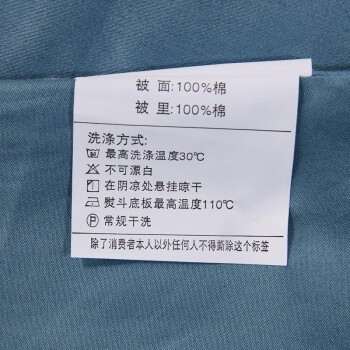 被 面：100%棉
被 里：100%棉
洗涤方式：
最高洗涤温度30℃
不可漂白
在阴凉处悬挂晾干
熨斗底板最高温度110℃
Ⓟ 常规干洗
除了消费者本人以外任何人不得撕除这个标签